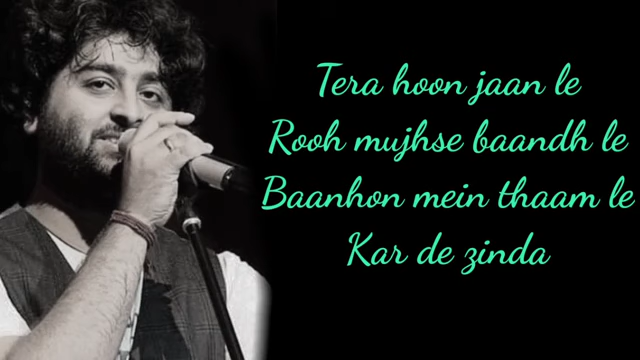 Tera hoon jaan le
Rooh mujhse baandh le
Baanhon mein thaam le
Kar de zinda